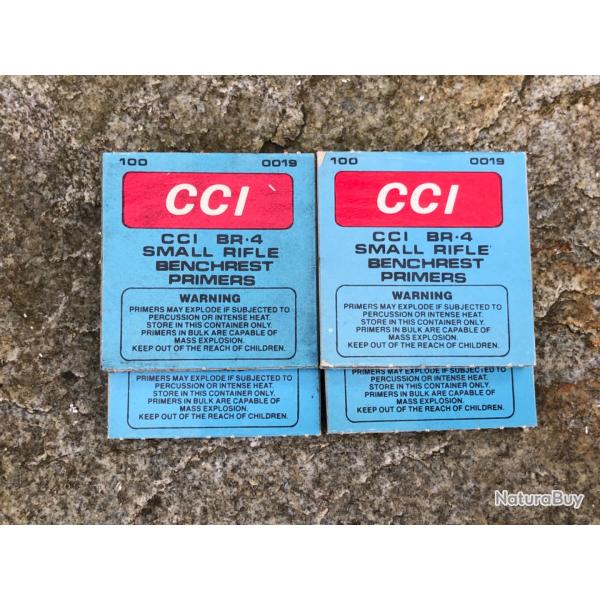 100 0019
CCI
CCI BR·4
SMALL RIFLE
BENCHREST
PRIMERS
WARNING
PRIMERS MAY EXPLODE IF SUBJECTED TO
PERCUSSION OR INTENSE HEAT.
STORE IN THIS CONTAINER ONLY.
PRIMERS IN BULK ARE CAPABLE OF
MASS EXPLOSION.
KEEP OUT OF THE REACH OF CHILDREN.
100 0019
CCI
CCI BR·4
SMALL RIFLE
BENCHREST
PRIMERS
WARNING
PRIMERS MAY EXPLODE IF SUBJECTED TO
PERCUSSION OR INTENSE HEAT.
STORE IN THIS CONTAINER ONLY.
PRIMERS IN BULK ARE CAPABLE OF
MASS EXPLOSION.
KEEP OUT OF THE REACH OF CHILDREN.
PRIMERS MAY EXPLODE IF SUBJECTED TO
PERCUSSION OR INTENSE HEAT.
STORE IN THIS CONTAINER ONLY.
PRIMERS IN BULK ARE CAPABLE OF
MASS EXPLOSION.
KEEP OUT OF THE REACH OF CHILDREN.
PRIMERS MAY EXPLODE IF SUBJECTED TO
PERCUSSION OR INTENSE HEAT.
STORE IN THIS CONTAINER ONLY.
PRIMERS IN BULK ARE CAPABLE OF
MASS EXPLOSION.
KEEP OUT OF THE REACH OF CHILDREN.
NaturaBuy